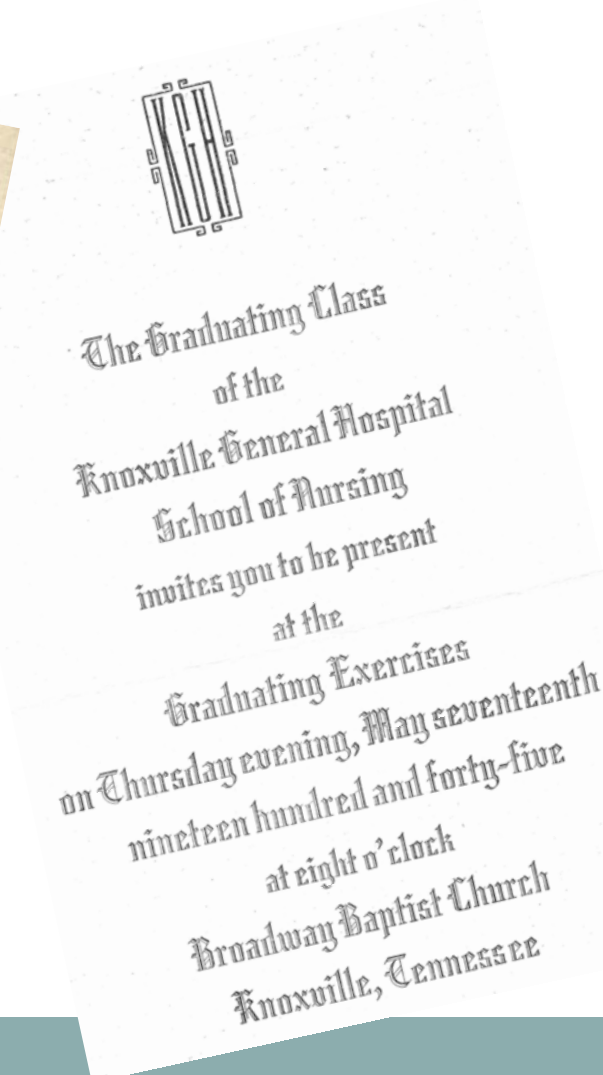 KGH
The Graduating Class
of the
Knoxville General Hospital
School of Nursing
invites you to be present
at the
Graduating Exercises
on Thursday evening, May seventeenth
nineteen hundred and forty-five
at eight o'clock
Broadway Baptist Church
Knoxville, Tennessee